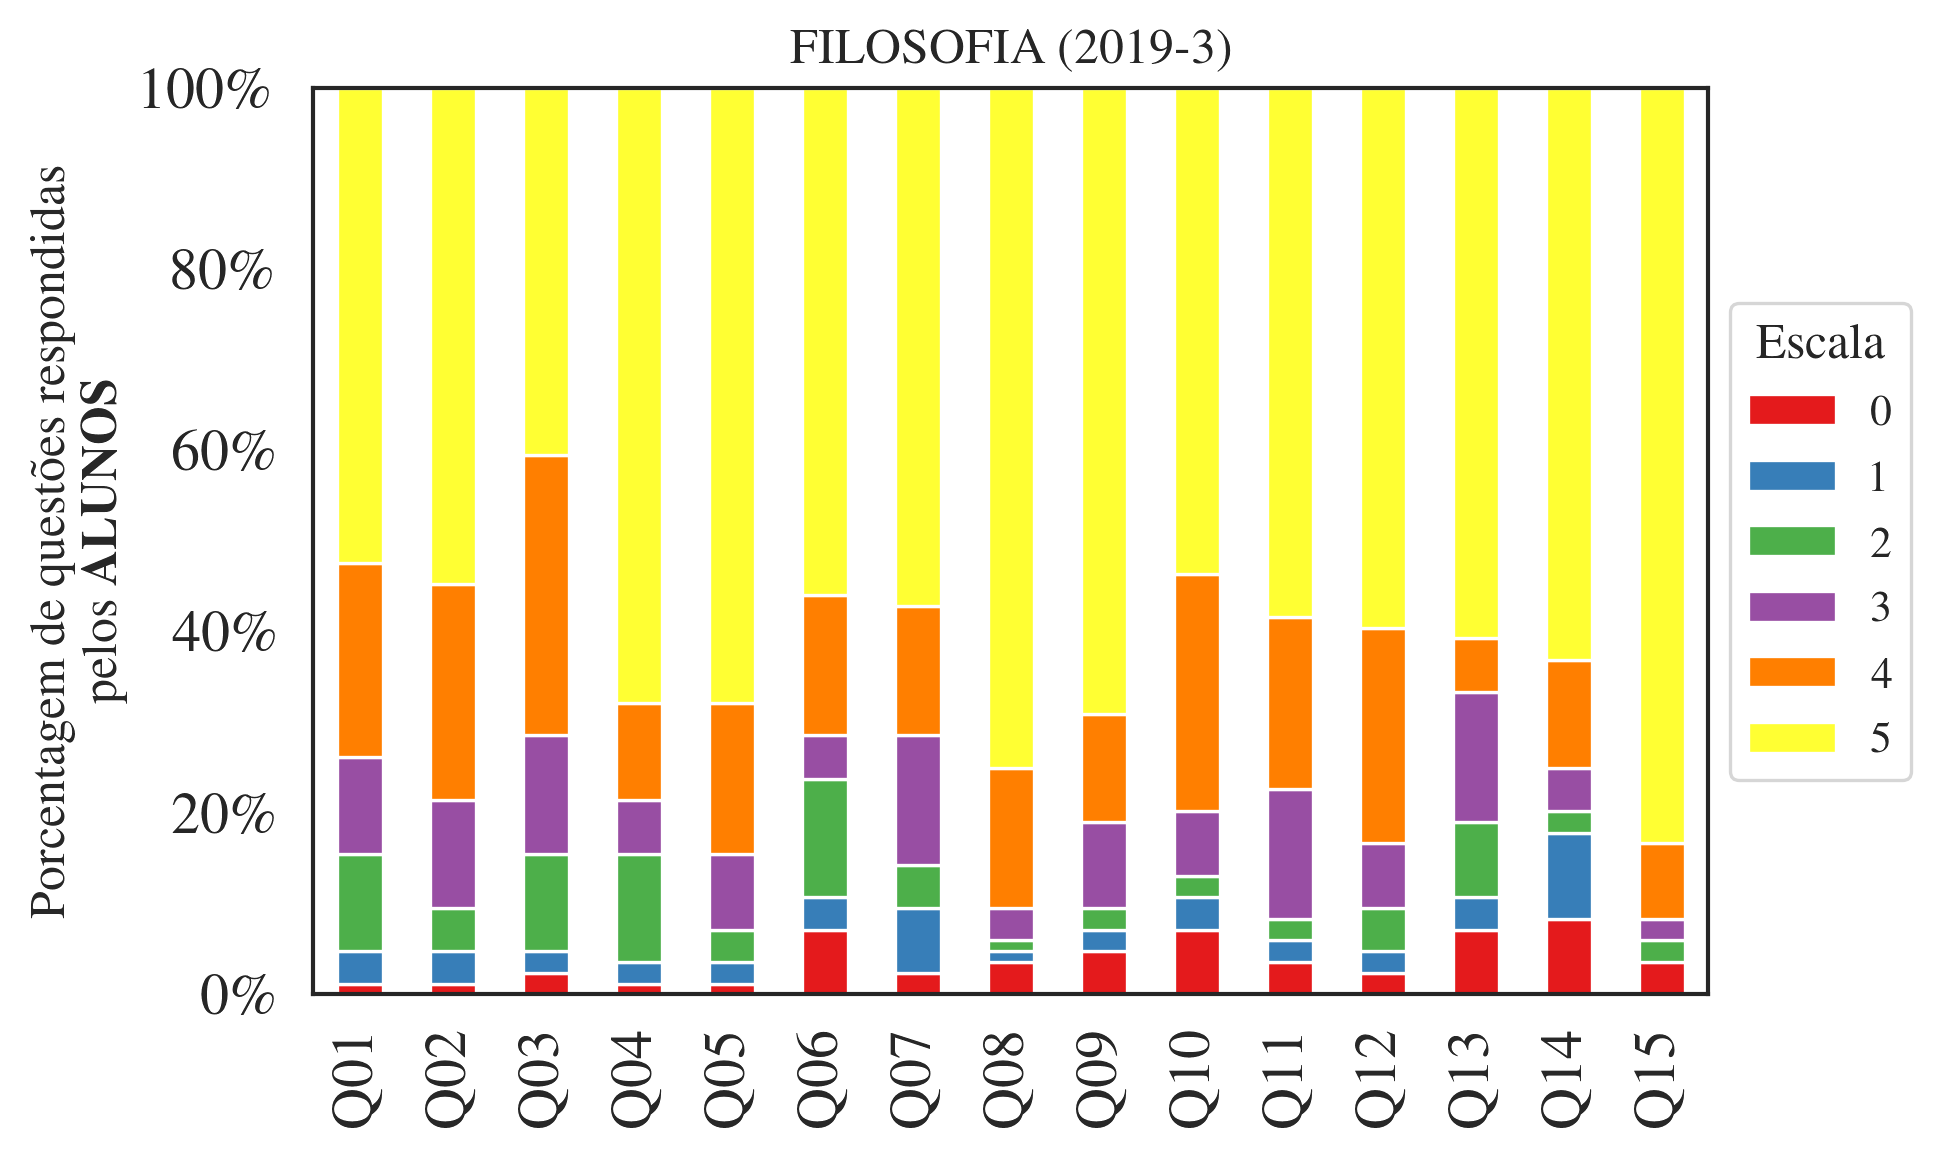 FILOSOFIA (2019-3)
Porcentagem de questões respondidas
pelos ALUNOS
100%
80%
60%
40%
20%
0%
Q01
Q02
Q03
Q04
Q05
Q06
Q07
Q08
Q09
Q10
Q11
Q12
Q13
Q14
Q15
Escala
0
1
2
3
4
5